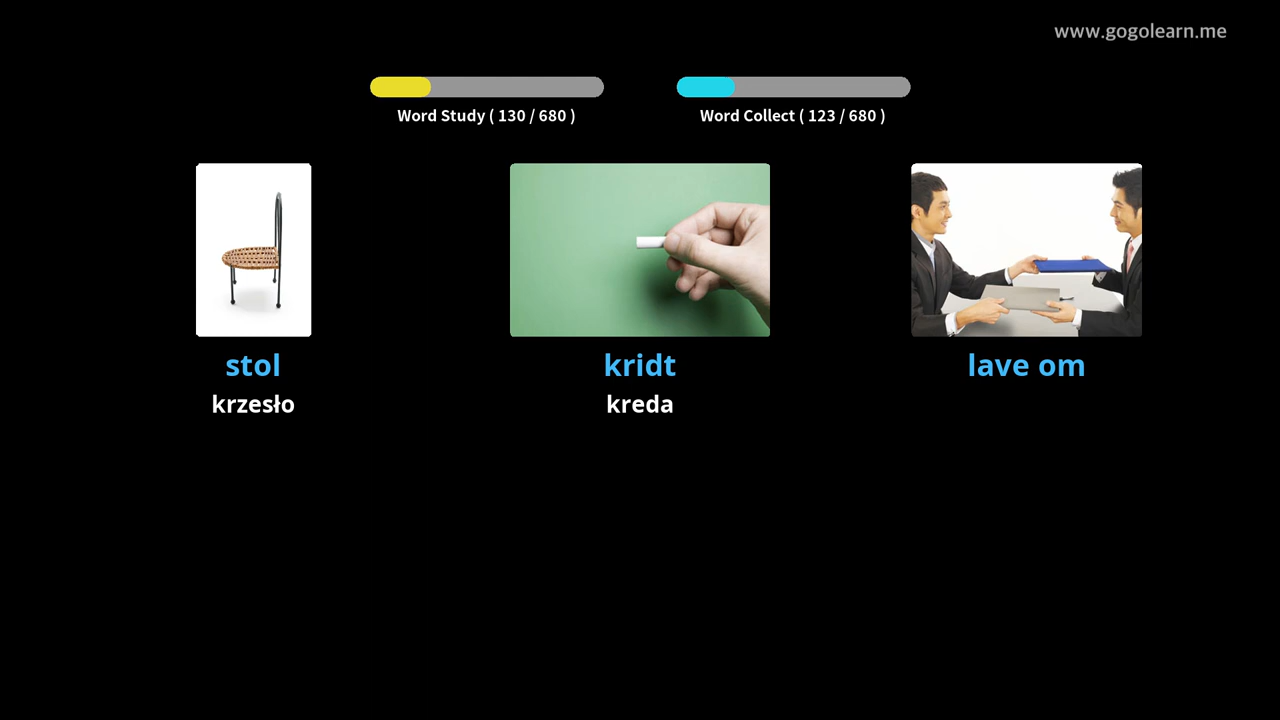 www.gogolearn.me
Word Study ( 130 / 680 )
Word Collect ( 123 / 680 )
stol
kridt
lave om
krzesło
kreda